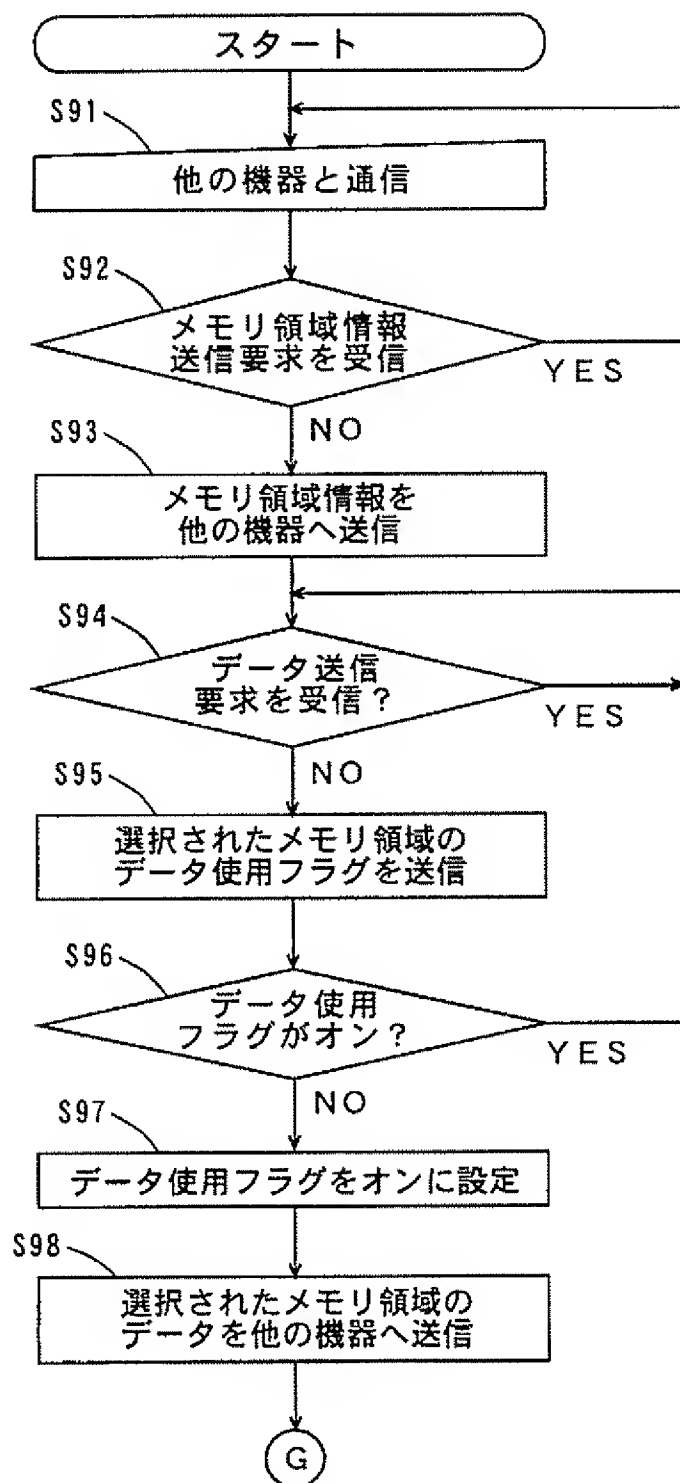 スタート
S91
他の機器と通信
S92
メモリ領域情報
送信要求を受信
YES
NO
S93
メモリ領域情報を
他の機器へ送信
S94
データ送信
要求を受信?
YES
NO
S95
選択されたメモリ領域の
データ使用フラグを送信
S96
データ使用
フラグがオン?
YES
NO
S97
データ使用フラグをオンに設定
S98
選択されたメモリ領域の
データを他の機器へ送信
G